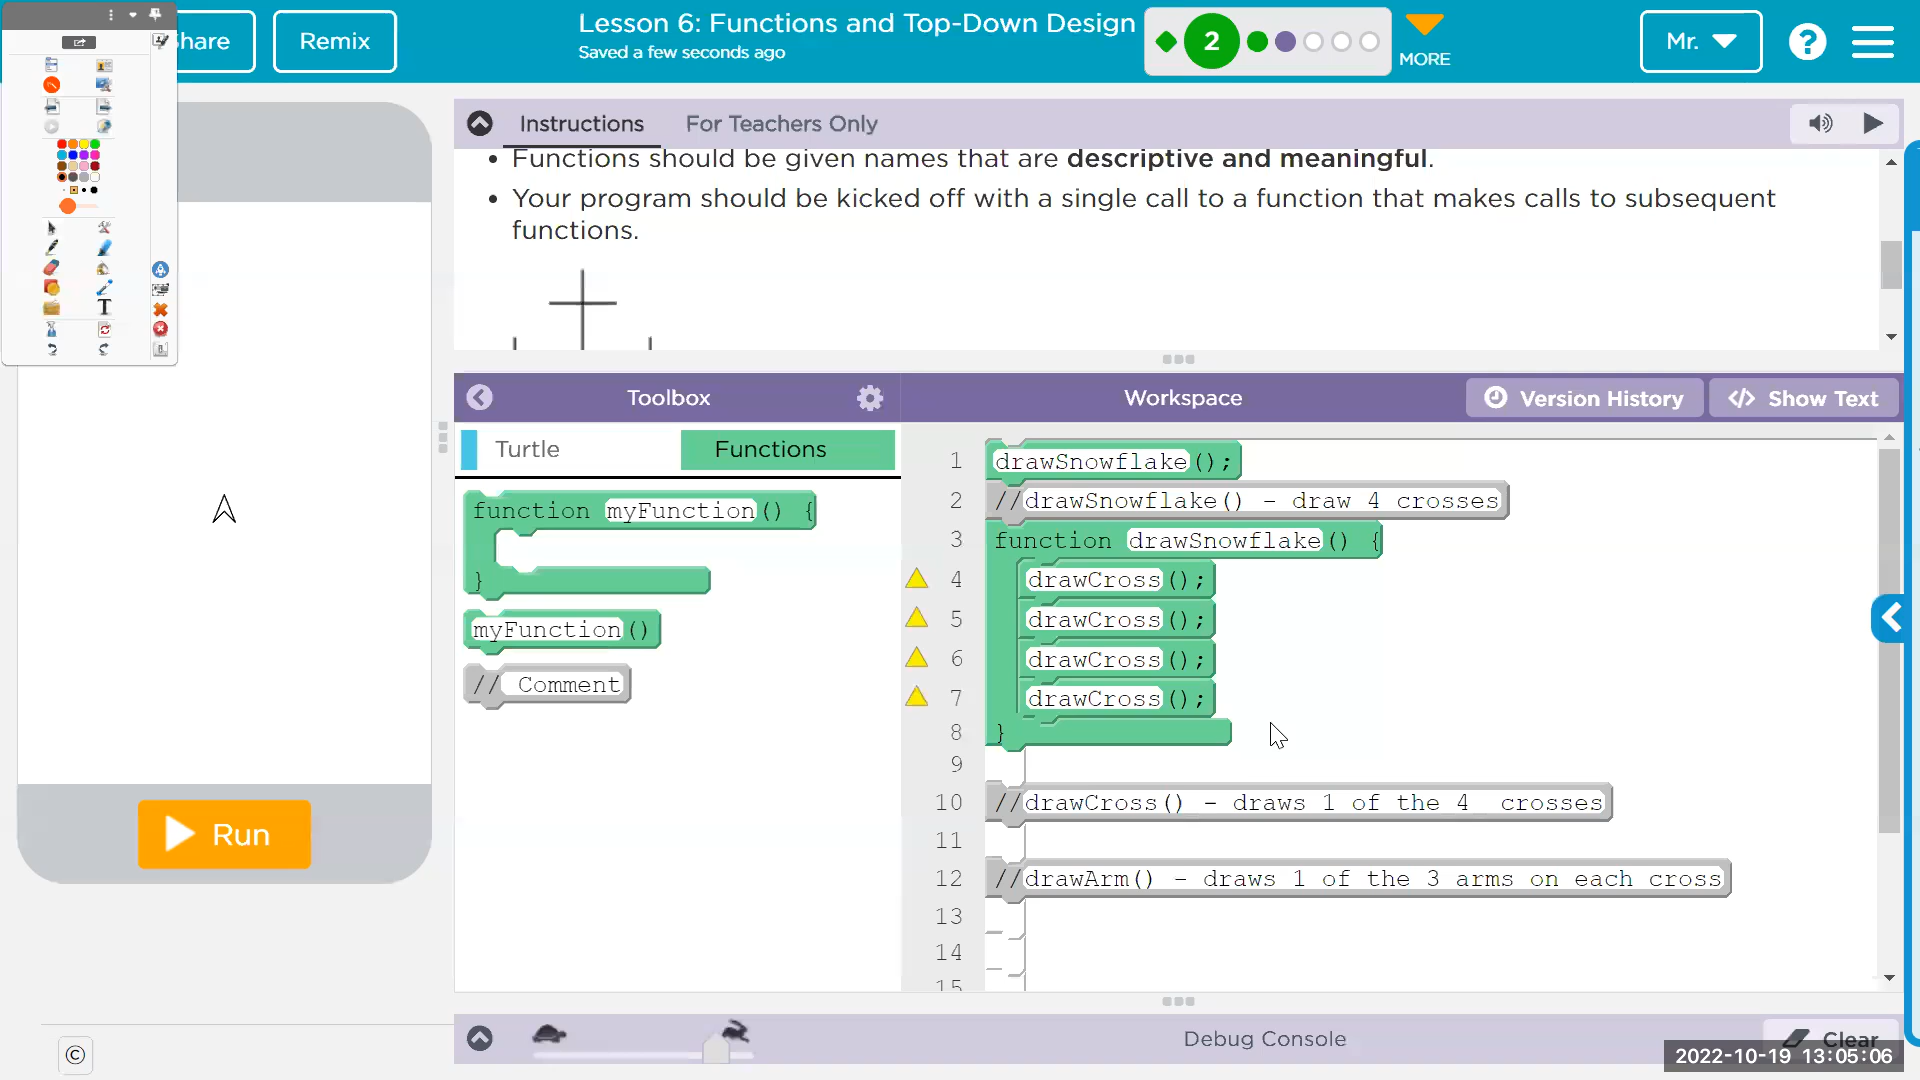 Share
Remix
Lesson 6: Functions and Top-Down Design
Saved a few seconds ago
2
MORE
Mr.
?
Instructions
For Teachers Only
• Functions should be given names that are descriptive and meaningful.
• Your program should be kicked off with a single call to a function that makes calls to subsequent
functions.
Toolbox
Workspace
Version History
</> Show Text
Turtle
Functions
function myFunction() {
}
myFunction()
// Comment
1 drawSnowflake();
2 //drawSnowflake() - draw 4 crosses
3 function drawSnowflake() {
4 drawCross();
5 drawCross();
6 drawCross();
7 drawCross();
8 }
9
10 //drawCross() - draws 1 of the 4  crosses
11
12 //drawArm() - draws 1 of the 3 arms on each cross
13
14
15
Run
T
©
Debug Console
Clear
2022-10-19 13:05:06